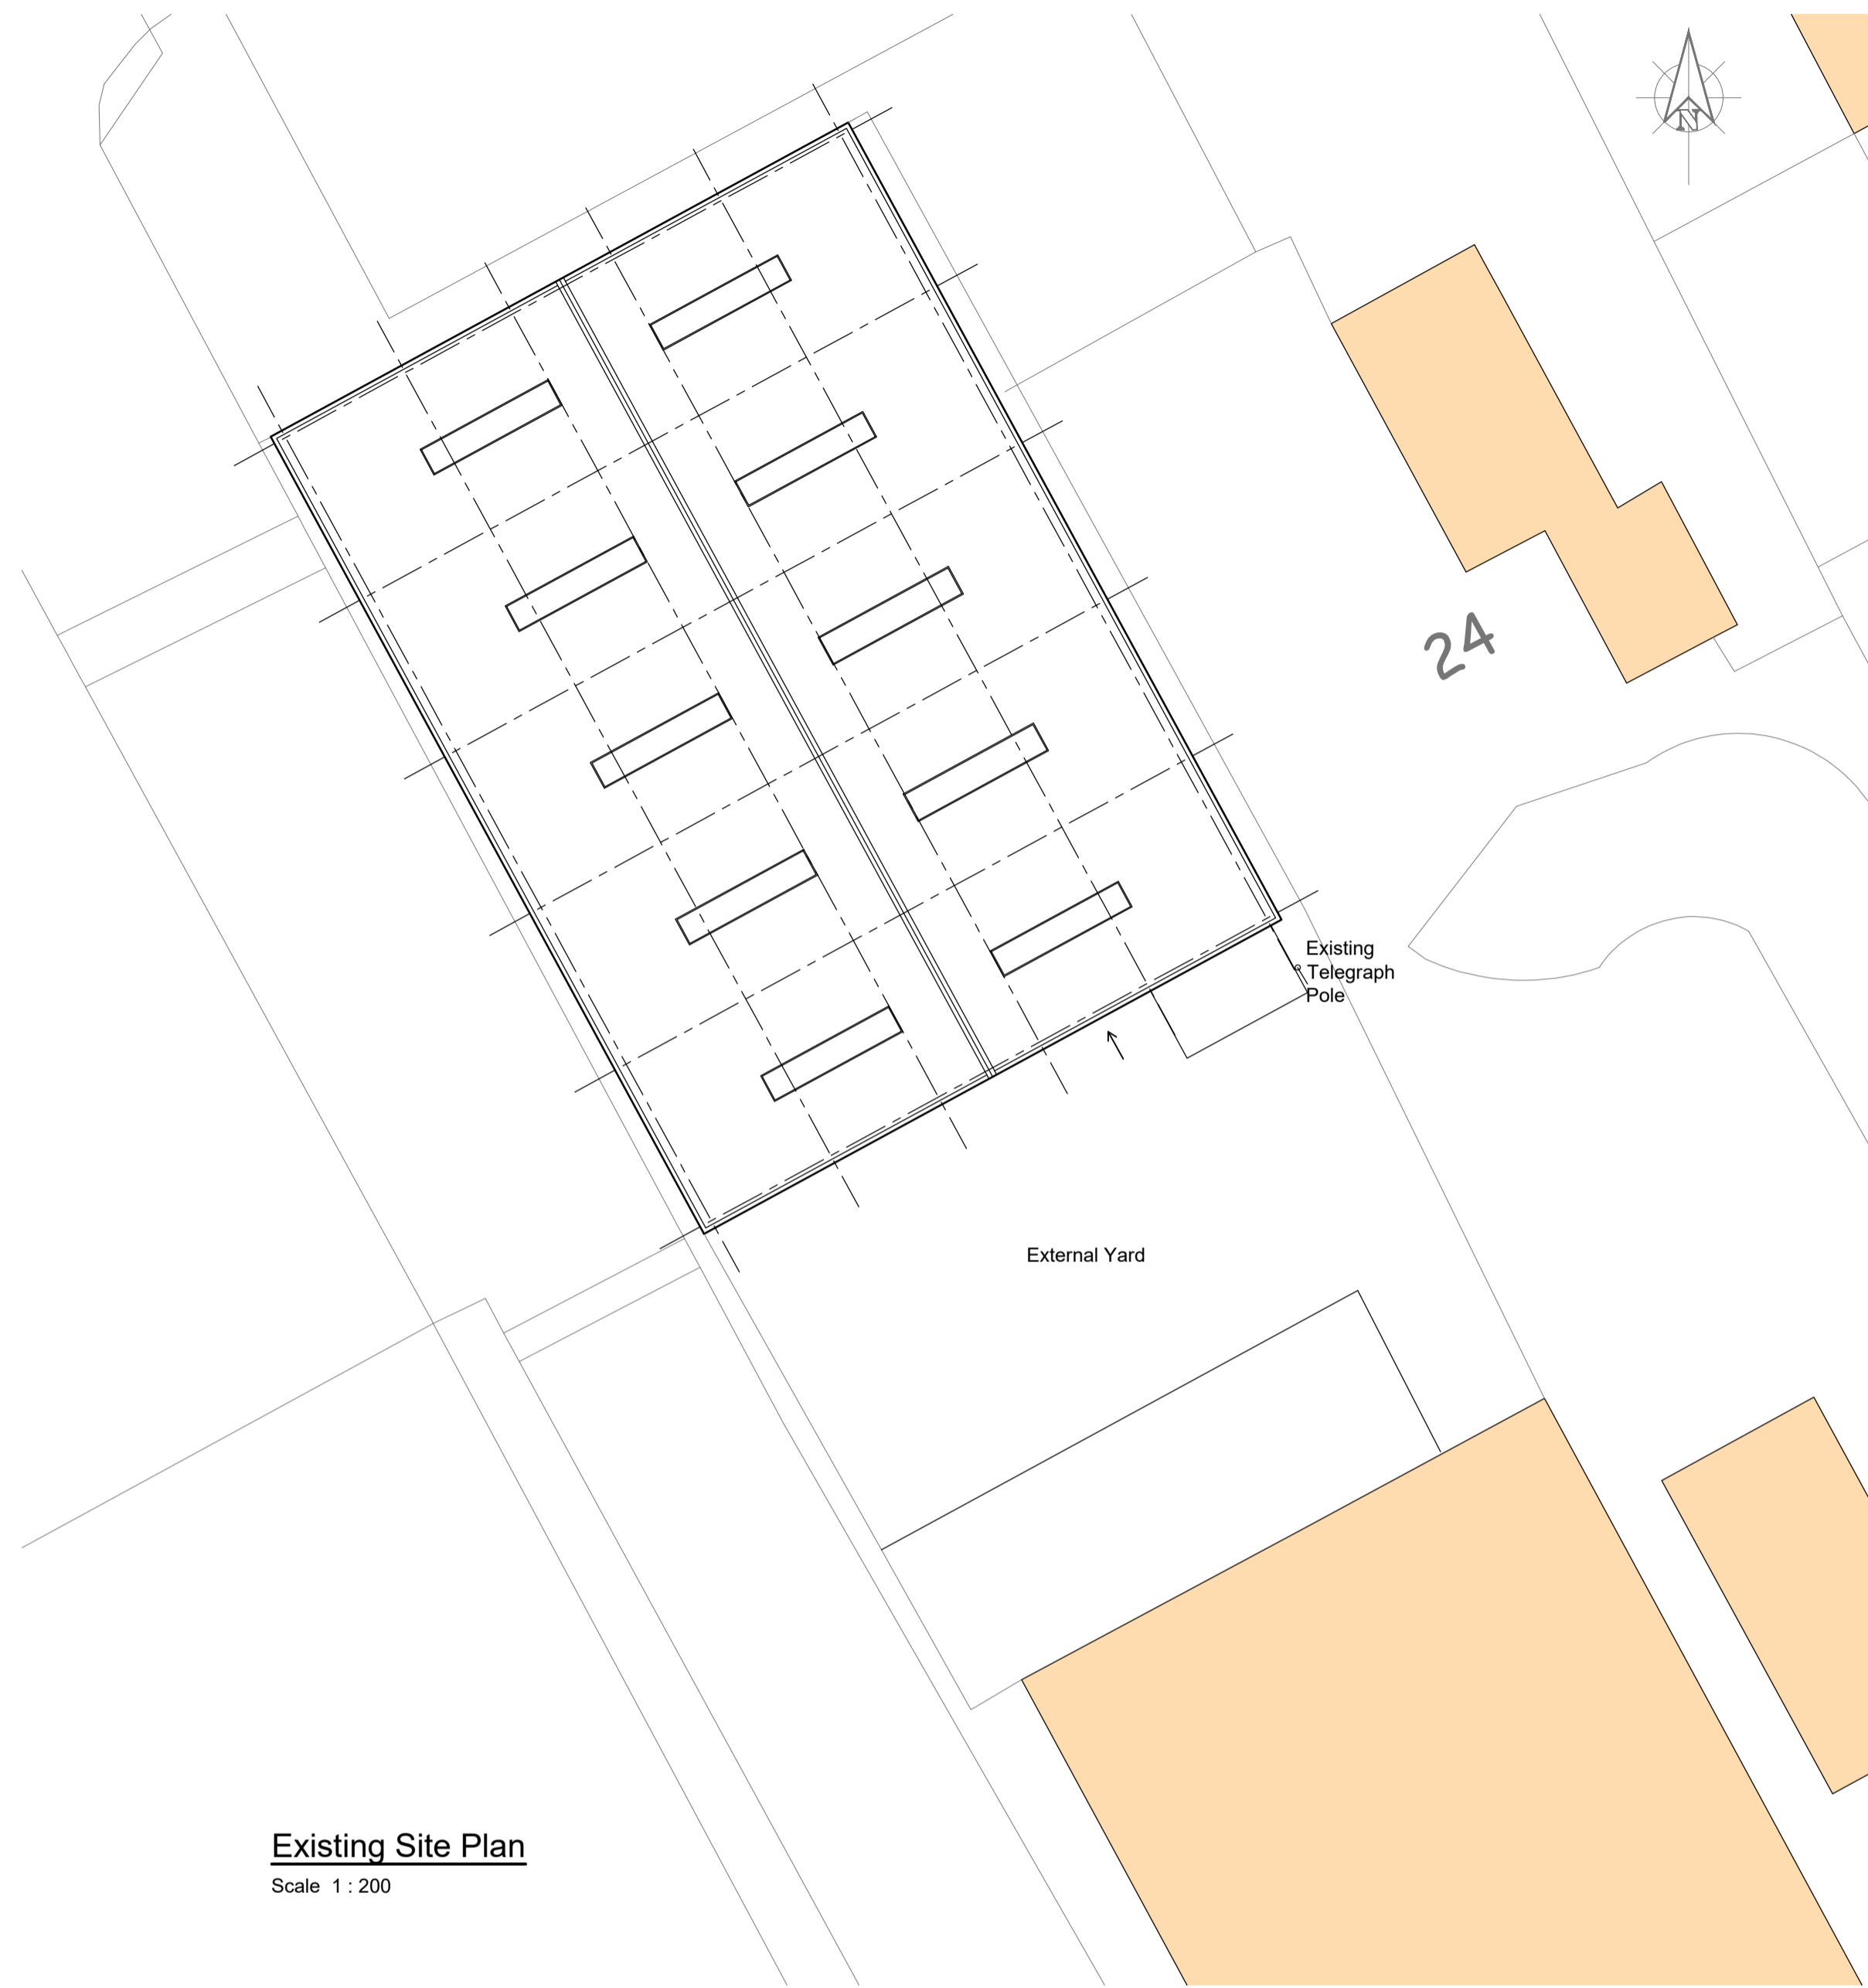 N
24
Existing
Telegraph
Pole
External Yard
Existing Site Plan
Scale 1 : 200